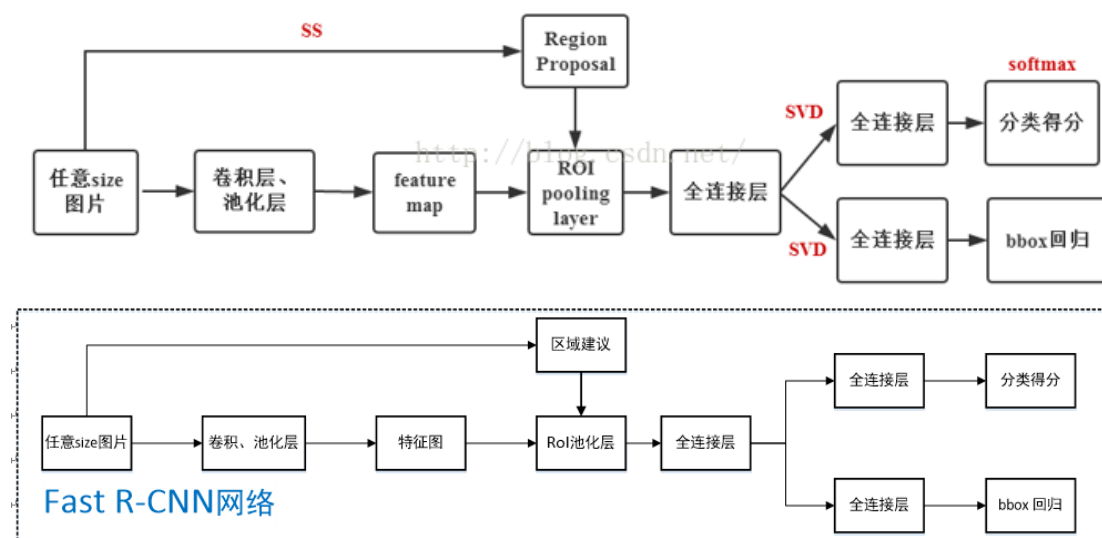 SS
Region
Proposal
softmax
SVD
全连接层
分类得分
任意size
图片
卷积层、
池化层
feature
map
http://blog.csdn.net/
ROI
pooling
layer
全连接层
SVD
全连接层
bbox回归
区域建议
全连接层
分类得分
任意size图片
卷积、池化层
特征图
RoI池化层
全连接层
Fast R-CNN网络
全连接层
bbox 回归